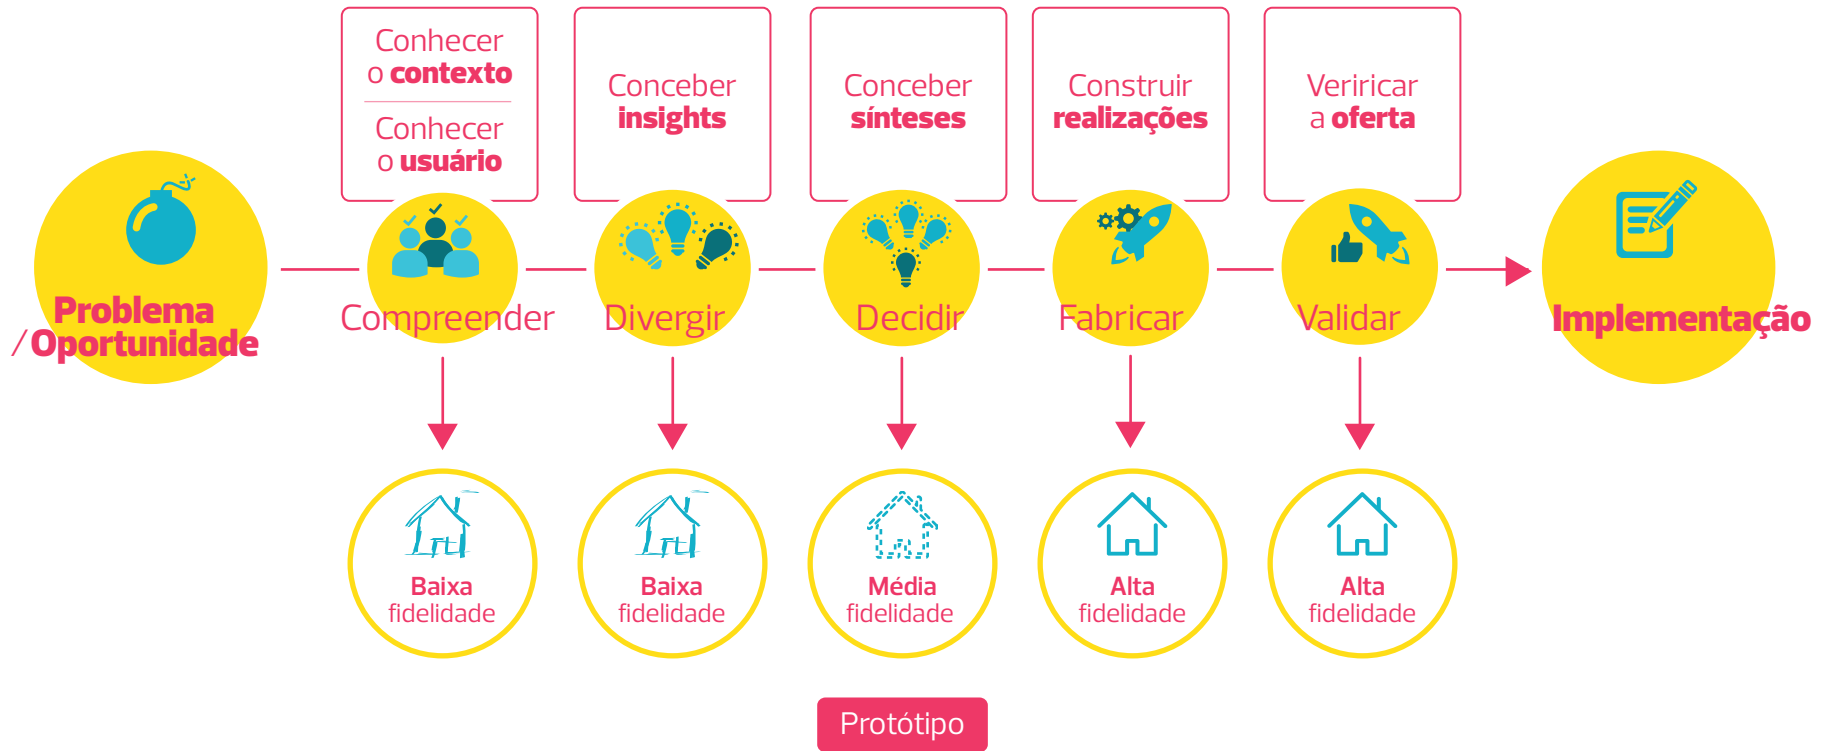 Conhecer
o contexto
Conhecer
o usuário
Conceber
insights
Conceber
sínteses
Construir
realizações
Veriricar
a oferta
Problema
/Oportunidade
Compreender
Divergir
Decidir
Fabricar
Validar
Implementação
Baixa
fidelidade
Baixa
fidelidade
Média
fidelidade
Alta
fidelidade
Alta
fidelidade
Protótipo